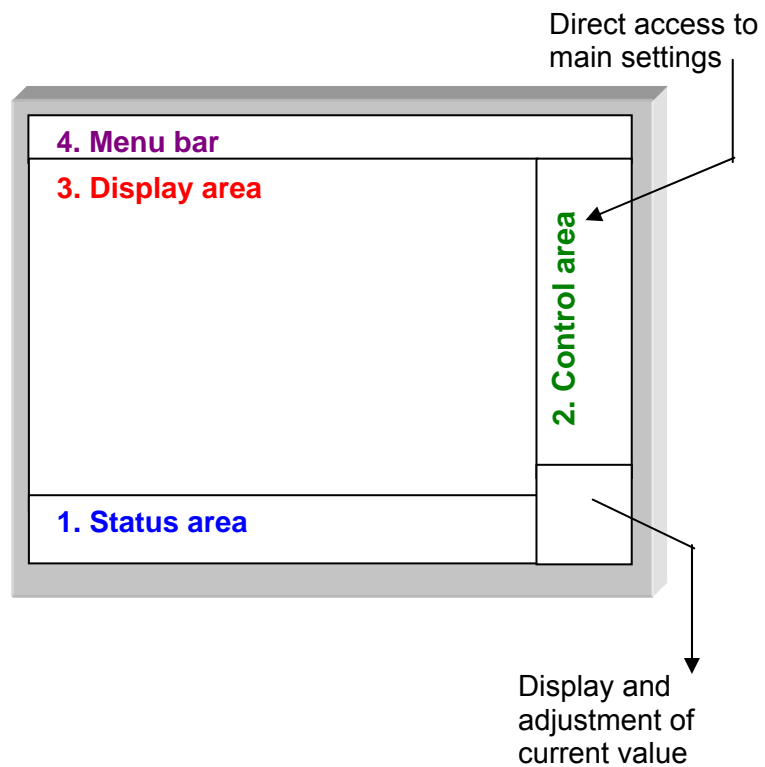 Direct access to
main settings
4. Menu bar
3. Display area
2. Control area
1. Status area
Display and
adjustment of
current value